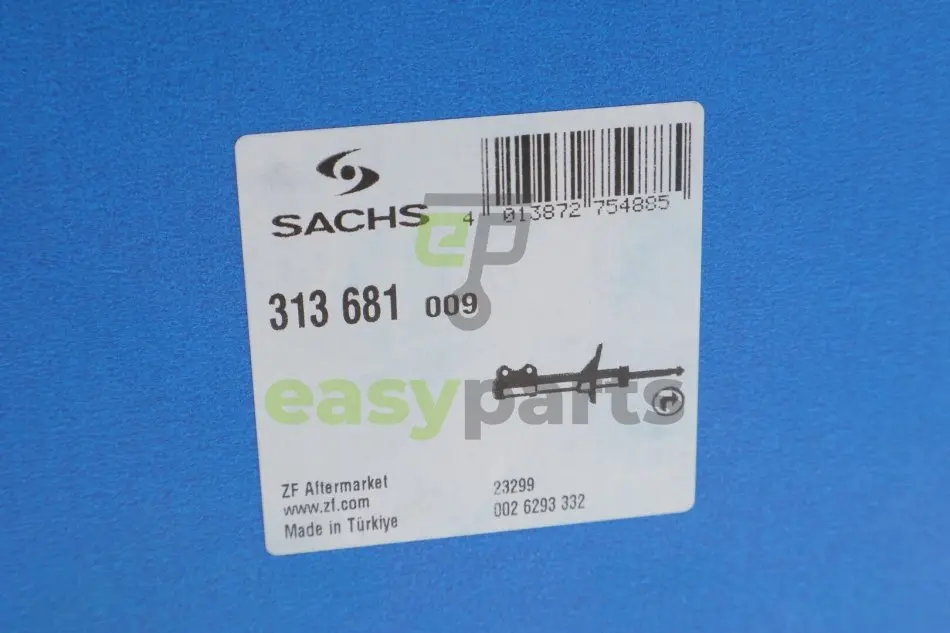 SACHS
4 013872 754885
313 681 009
ep
easyparts
ZF Aftermarket
www.zf.com
Made in Türkiye
23299
002 6293 332